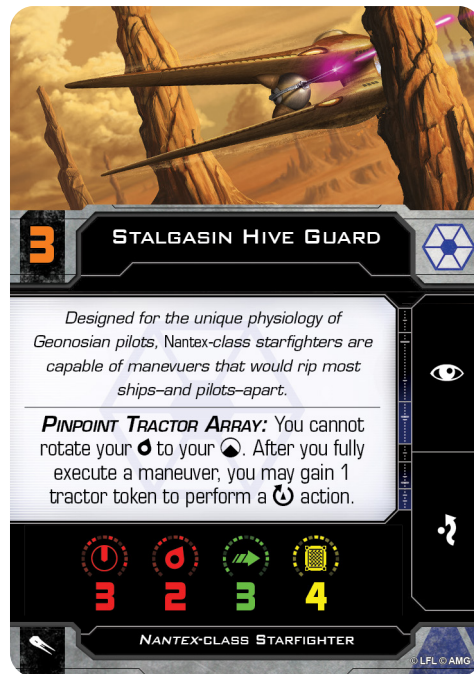 3
STALGASIN HIVE GUARD
Designed for the unique physiology of
Geonosian pilots, Nantex-class starfighters are
capable of manevuers that would rip most
ships–and pilots–apart.
PINPOINT TRACTOR ARRAY: You cannot
rotate your to your . After you fully
execute a maneuver, you may gain 1
tractor token to perform a action.
3 2 3 4
NANTEX-CLASS STARFIGHTER
© LFL © AMG